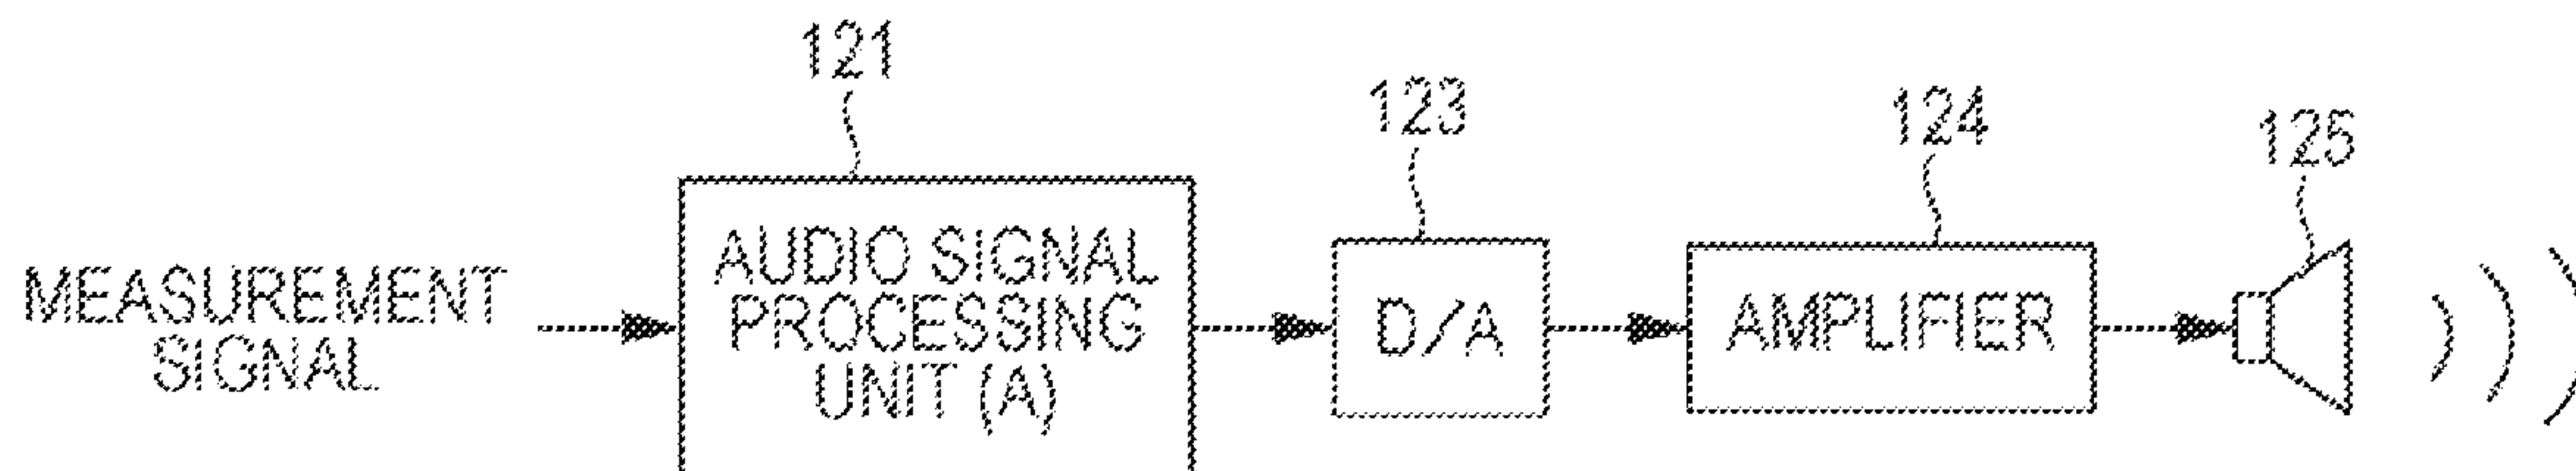 121
123
124
125
MEASUREMENT
SIGNAL
AUDIO SIGNAL
PROCESSING
UNIT (A)
D/A
AMPLIFIER